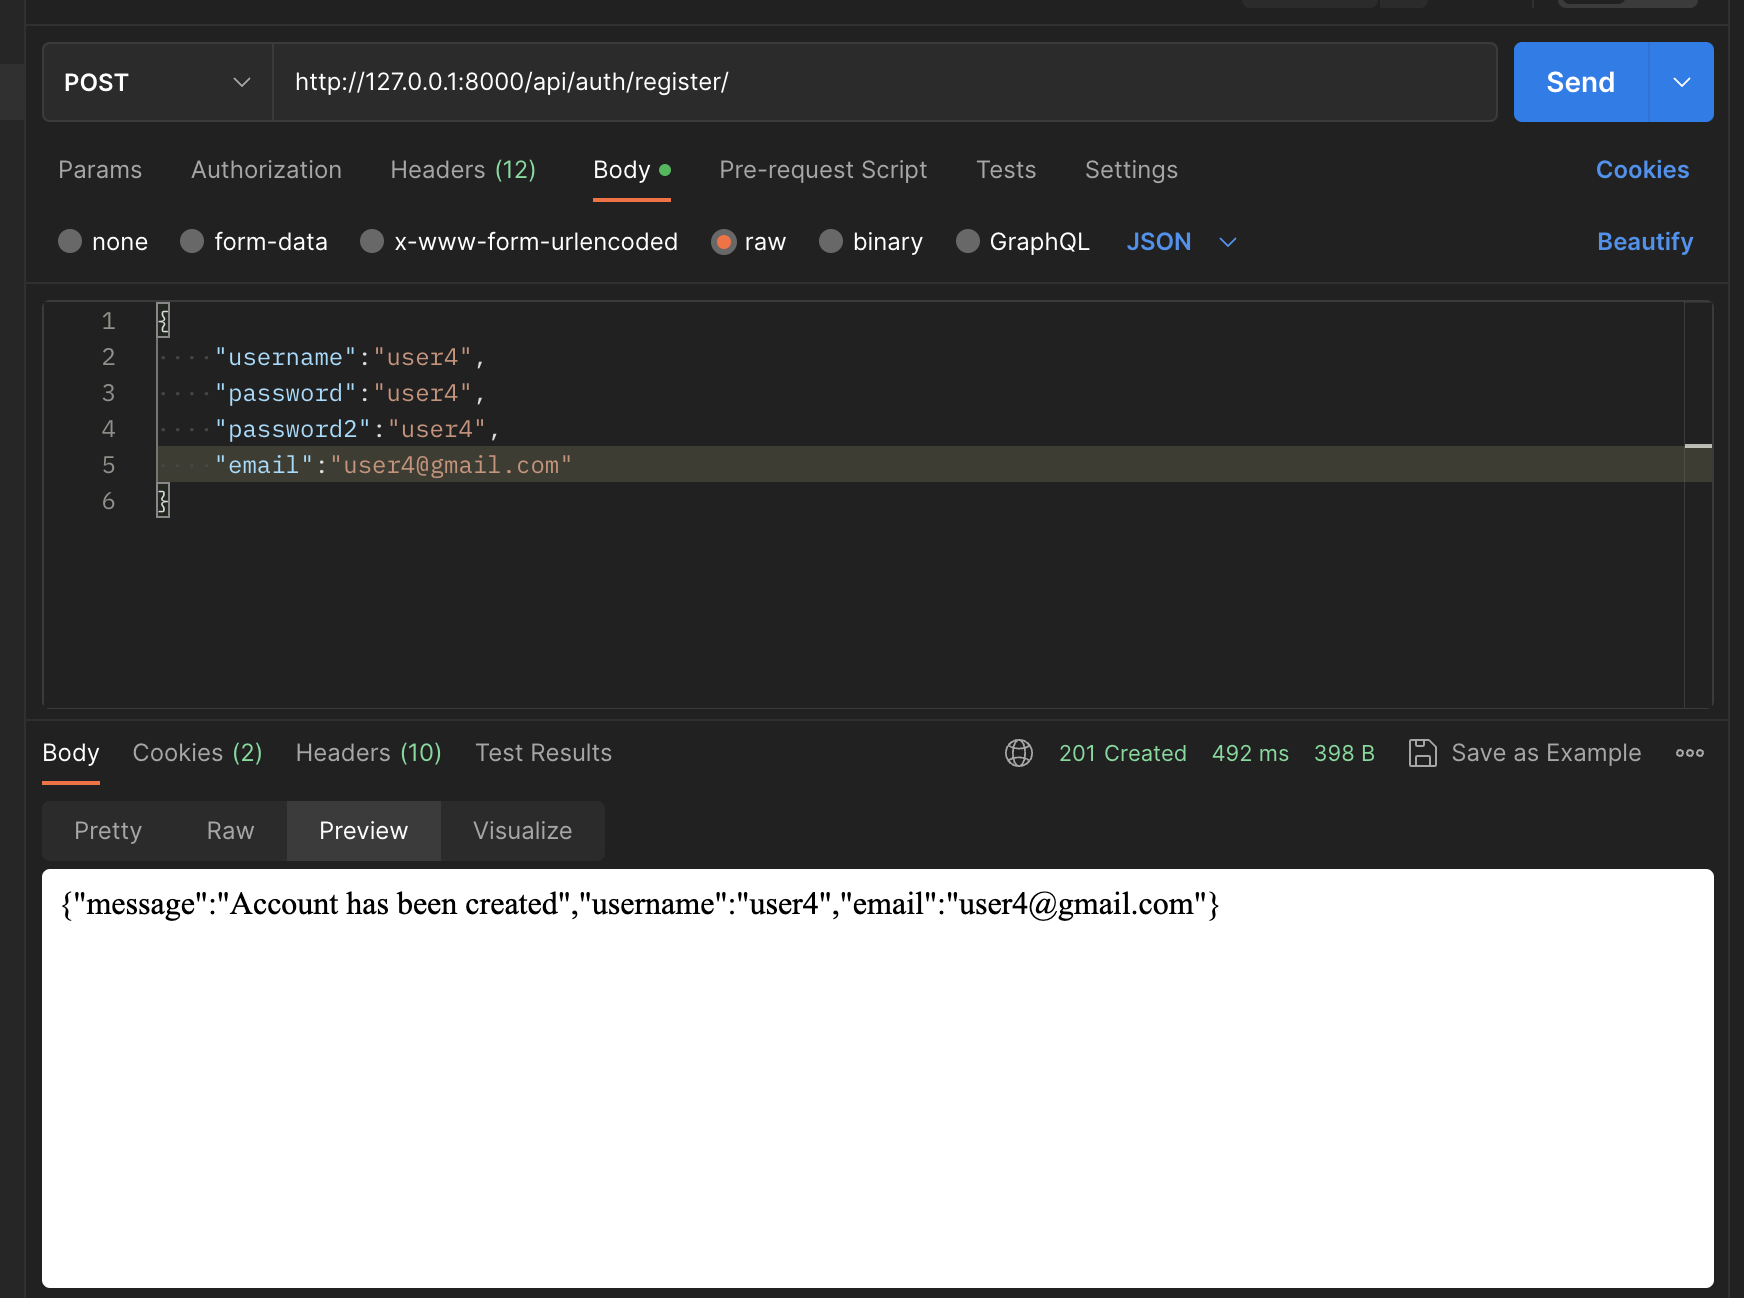 POST http://127.0.0.1:8000/api/auth/register/ Send
Params Authorization Headers (12) Body Pre-request Script Tests Settings Cookies
none form-data x-www-form-urlencoded raw binary GraphQL JSON Beautify
1 {
2 "username":"user4",
3 "password":"user4",
4 "password2":"user4",
5 "email":"user4@gmail.com"
6 }
Body Cookies (2) Headers (10) Test Results 201 Created 492 ms 398 B Save as Example
Pretty Raw Preview Visualize
{"message":"Account has been created","username":"user4","email":"user4@gmail.com"}